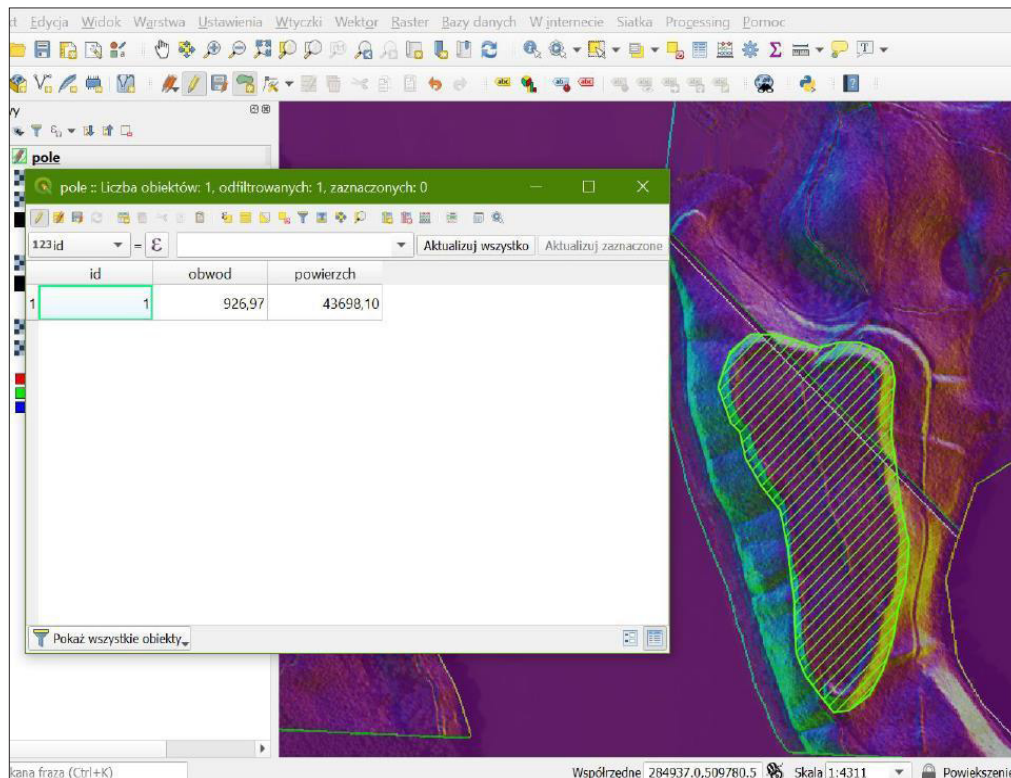 Edycja Widok Warstwa Ustawienia Wtyczki Wektor Raster Bazy danych W internecie Siatka Processing Pomoc
pole
pole :: Liczba obiektów: 1, odfiltrowanych: 1, zaznaczonych: 0
123 id = ε Aktualizuj wszystko Aktualizuj zaznaczone
id obwod powierzch
1 1 926,97 43698,10
Pokaż wszystkie obiekty
kana fraza (Ctrl+K) Współrzędne 284937.0,509780.5 Skala 1:4311 Powiększenie